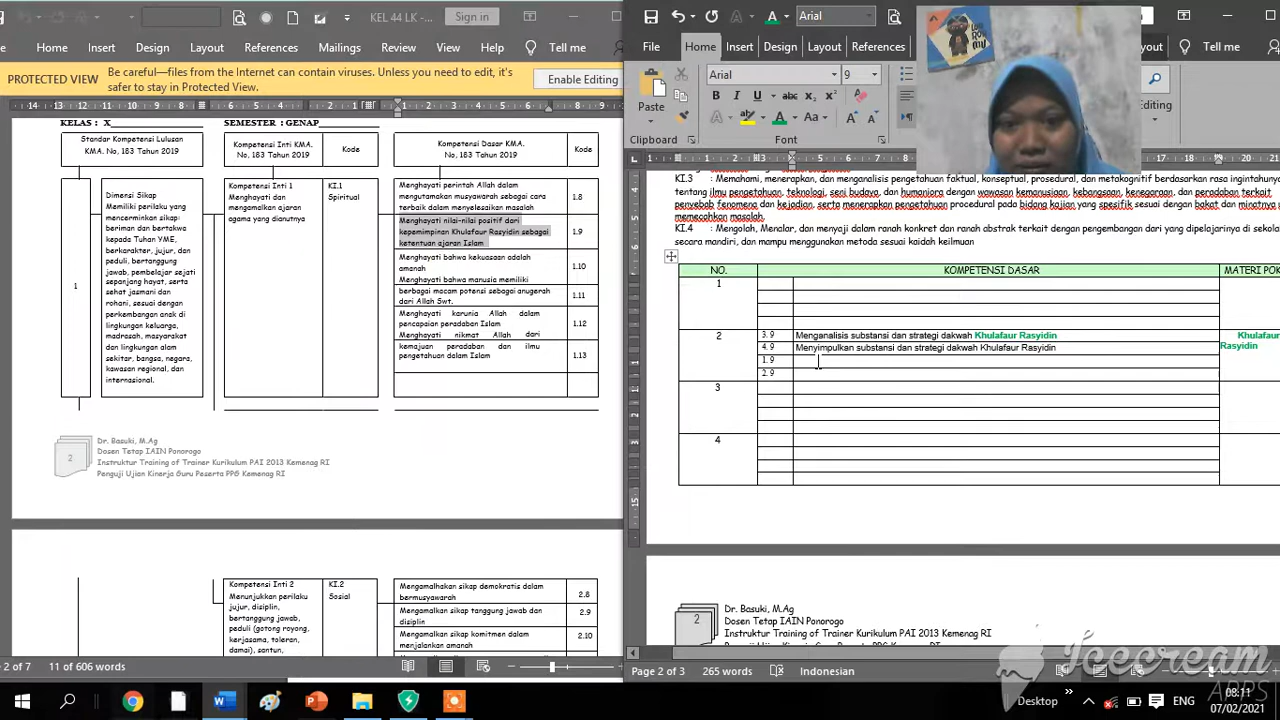 KEL 44 LK -
Sign in
Home
Insert
Design
Layout
References
Mailings
Review
View
Help
Tell me
PROTECTED VIEW
Be careful—files from the Internet can contain viruses. Unless you need to edit, it's
safer to stay in Protected View.
Enable Editing
KELAS : X
SEMESTER : GENAP
Standar Kompetensi Lulusan
KMA. No, 183 Tahun 2019
Kompetensi Inti KMA.
No, 183 Tahun 2019
Kode
Kompetensi Dasar KMA.
No, 183 Tahun 2019
Kode
1
Dimensi Sikap
Memiliki perilaku yang
mencerminkan sikap:
beriman dan bertakwa
kepada Tuhan YME,
berkarakter, jujur, dan
peduli, bertanggung
jawab, pembelajar sejati
sepanjang hayat, serta
sehat jasmani dan
rohani, sesuai dengan
perkembangan anak di
lingkungan keluarga,
madrasah, masyarakat
dan lingkungan alam
sekitar, bangsa, negara,
kawasan regional, dan
internasional.
Kompetensi Inti 1
Menghayati dan
mengamalkan ajaran
agama yang dianutnya
KI.1
Spiritual
Menghayati perintah Allah dalam
mengutamakan musyawarah sebagai cara
terbaik dalam menyelesaikan masalah
1.8
Menghayati nilai-nilai positif dari
kepemimpiran Khulafaur Rasyidin sebagai
ketentuan ajaran Islam
1.9
Menghayati bahwa kekuasaan adalah
amanah
1.10
Menghayati bahwa manusia memiliki
berbagai macam potensi sebagai anugerah
dari Allah Swt.
1.11
Menghayati karunia Allah dalam
pencapaian peradaban Islam
1.12
Menghayati nikmat Allah dari
kemajuan peradaban dan ilmu
pengetahuan dalam Islam
1.13
2
Dr. Basuki, M.Ag
Dosen Tetap IAIN Ponorogo
Instruktur Training of Trainer Kurikulum PAI 2013 Kemenag RI
Penguji Ujian Kinerja Guru Peserta PPG Kemenag RI
Kompetensi Inti 2
Menunjukkan perilaku
jujur, disiplin,
bertanggung jawab,
peduli (gotong royong,
kerjasama, toleran,
damai), santun,
KI.2
Sosial
Mengamalhakan sikap demokratis dalam
bermusyawarah
2.8
Mengamalkan sikap tanggung jawab dan
disiplin
2.9
Mengamalkan sikap komitmen dalam
menjalankan amanah
2.10
2 of 7
11 of 606 words
Arial
File
Home
Insert
Design
Layout
References
Tell me
Paste
Clipboard
Arial
9
Editing
KI.3 : Memahami, menerapkan, dan menganalisis pengetahuan faktual, konseptual, prosedural, dan metakognitif berdasarkan rasa ingintahunya
tentang ilmu pengetahuan, teknologi, seni budaya, dan humaniora dengan wawasan kemanusiaan, kebangsaan, kenegaraan, dan peradaban terkait
penyebab fenomena dan kejadian, serta menerapkan pengetahuan procedural pada bidang kajian yang spesifik sesuai dengan bakat dan minatnya
memecahkan masalah.
KI.4 : Mengolah, Menalar, dan menyaji dalam ranah konkret dan ranah abstrak terkait dengan pengembangan dari yang dipelajarinya di
secara mandiri, dan mampu menggunakan metoda sesuai kaidah keilmuan
NO.
KOMPETENSI DASAR
MATERI POK
1
2
3.9
Menganalisis substansi dan strategi dakwah Khulafaur Rasyidin
4.9
Menyimpulkan substansi dan strategi dakwah Khulafaur Rasyidin
1.9
2.9
Khulafaur
Rasyidin
3
4
2
Dr. Basuki, M.Ag
Dosen Tetap IAIN Ponorogo
Instruktur Training of Trainer Kurikulum PAI 2013 Kemenag RI
Page 2 of 3
265 words
Indonesian
Icecream
APPS
Desktop
ENG
08:11
07/02/2021